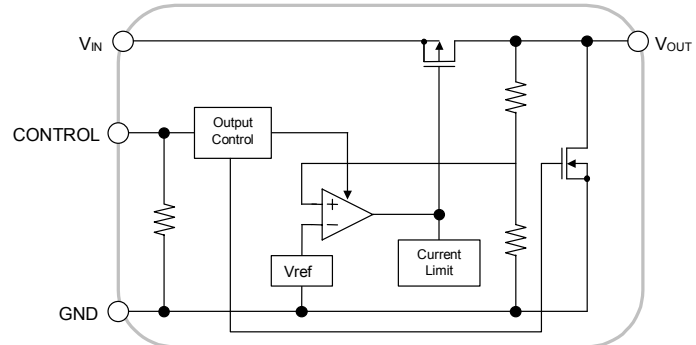 VIN
VOUT
CONTROL
Output
Control
+
−
Vref
Current
Limit
GND